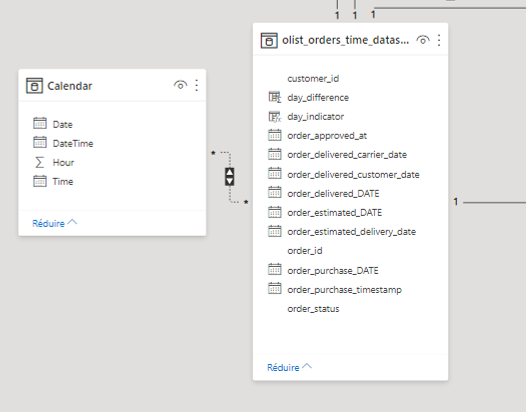 1 1 1
olist_orders_time_datas...
Calendar
customer_id
day_difference
day_indicator
order_approved_at
order_delivered_carrier_date
order_delivered_customer_date
order_delivered_DATE
order_estimated_DATE
order_estimated_delivery_date
order_id
order_purchase_DATE
order_purchase_timestamp
order_status
Date
DateTime
Hour
Time
*
*
1
Réduire
Réduire